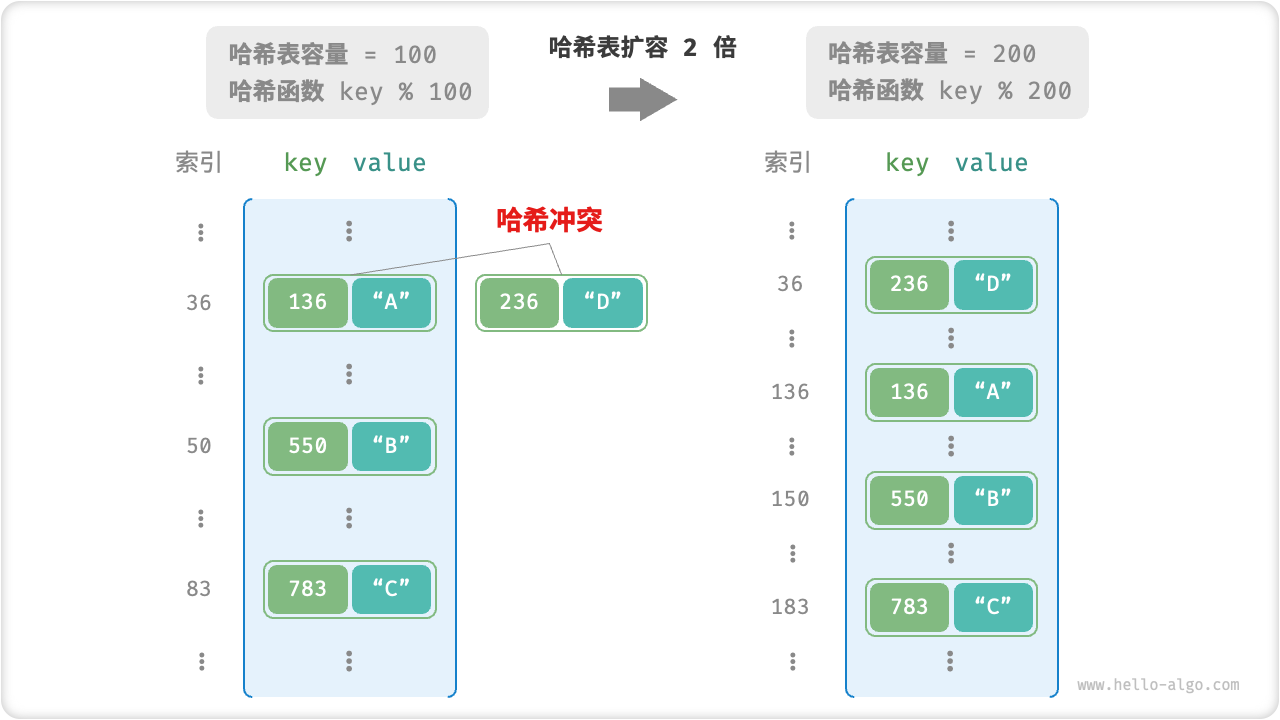 哈希表容量 = 100
哈希函数 key % 100
哈希表扩容 2 倍
哈希表容量 = 200
哈希函数 key % 200
索引 key value
哈希冲突
36 136 “A” 236 “D”
50 550 “B”
83 783 “C”
索引 key value
36 236 “D”
136 136 “A”
150 550 “B”
183 783 “C”
www.hello-algo.com